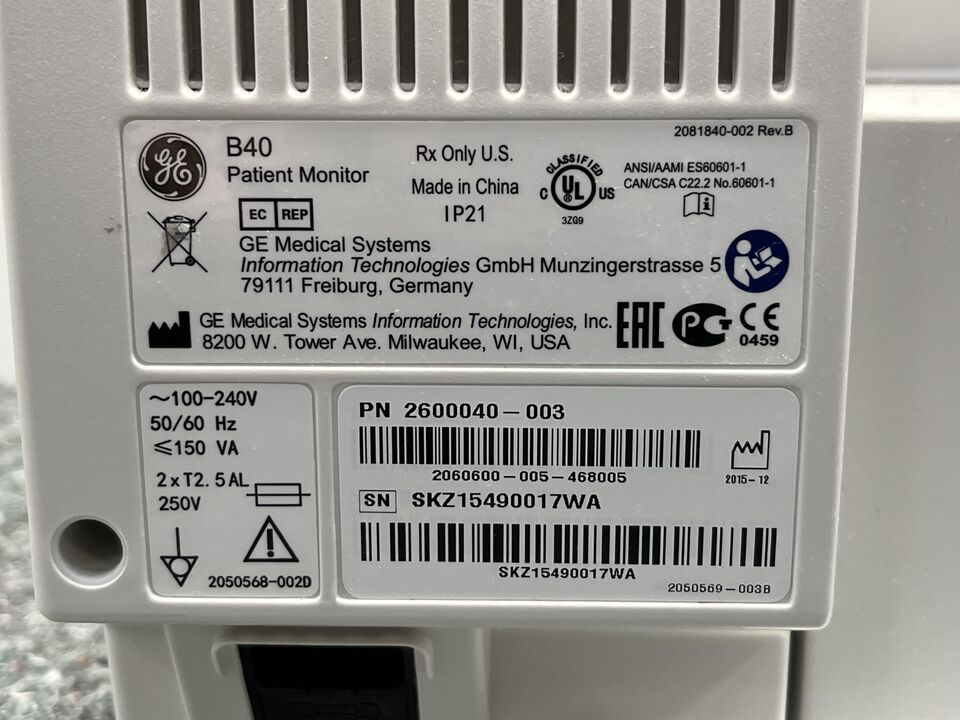 2081840-002 Rev.B
GE
B40
Patient Monitor
Rx Only U.S.
Made in China
IP21
CLASSIFIED
C UL US
®
3ZG9
ANSI/AAMI ES60601-1
CAN/CSA C22.2 No.60601-1
EC REP
GE Medical Systems
Information Technologies GmbH Munzingerstrasse 5
79111 Freiburg, Germany
GE Medical Systems Information Technologies, Inc.
8200 W. Tower Ave. Milwaukee, WI, USA
EAC
PCT
CE
0459
~100-240V
50/60 Hz
≤150 VA
2xT2.5AL
250V
2050568-002D
PN 2600040-003
2060600-005-468005
2015-12
SN SKZ15490017WA
SKZ15490017WA
2050569-003B